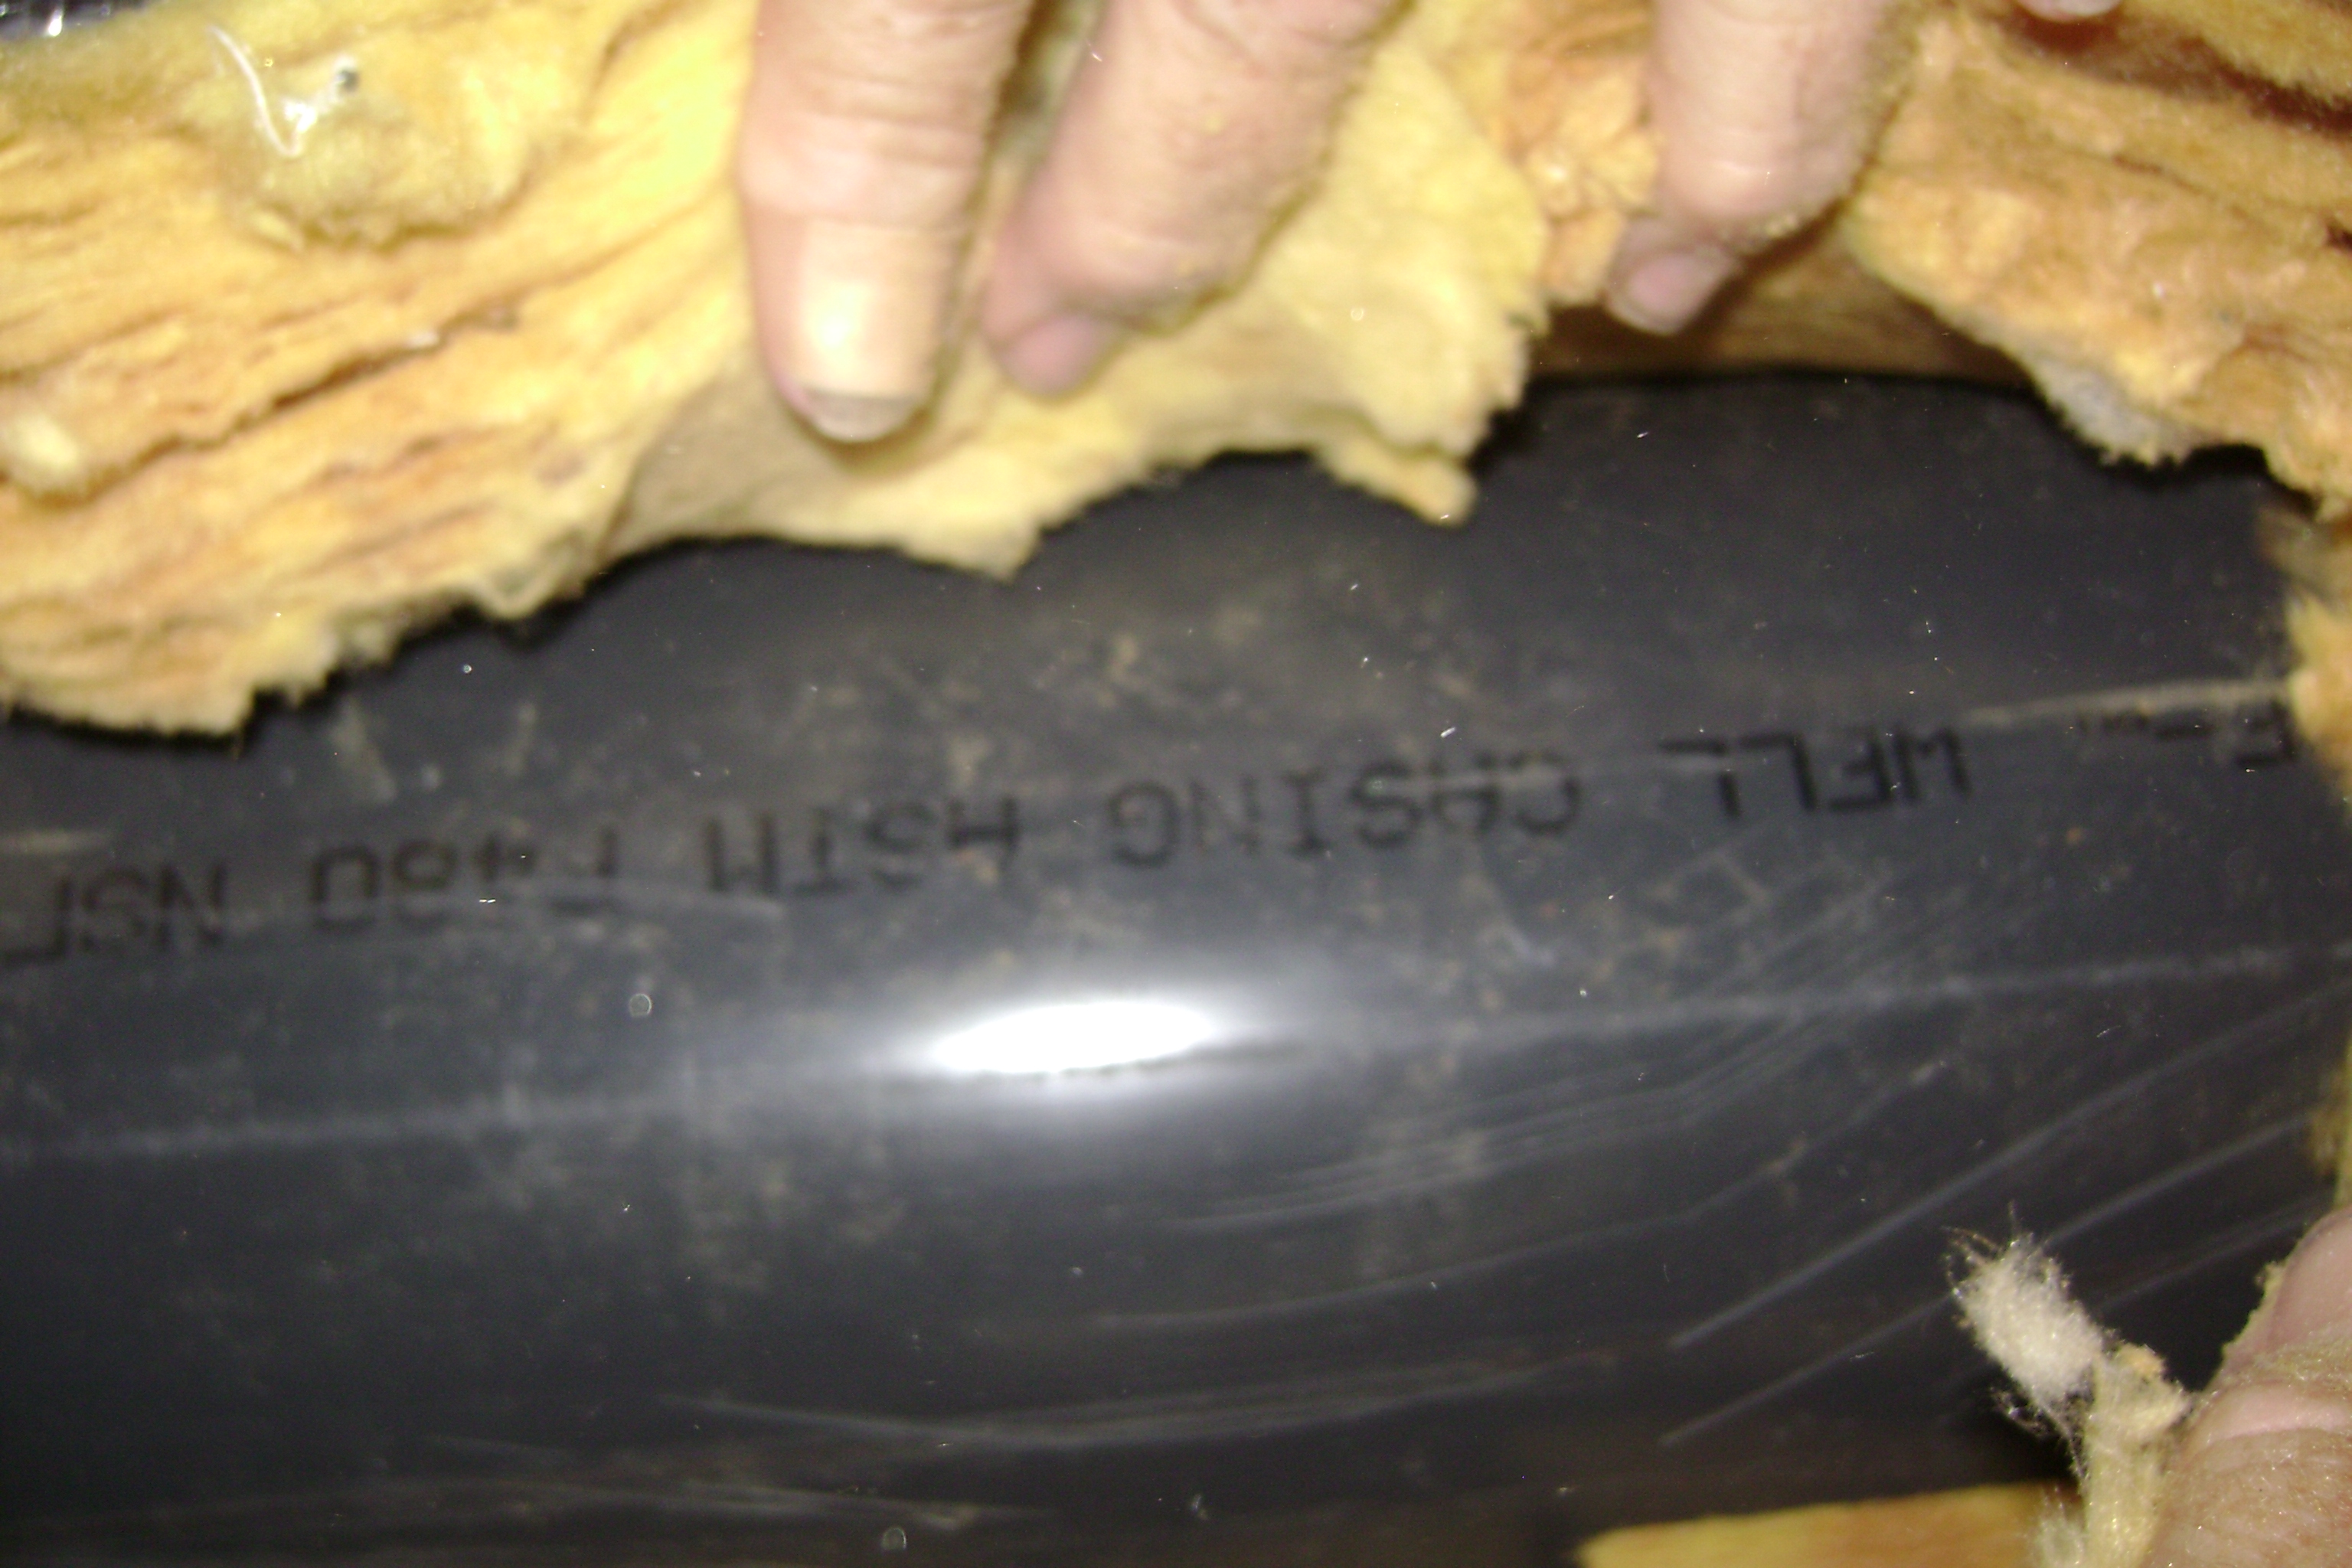 WELL CASING ASTM F480 NSF